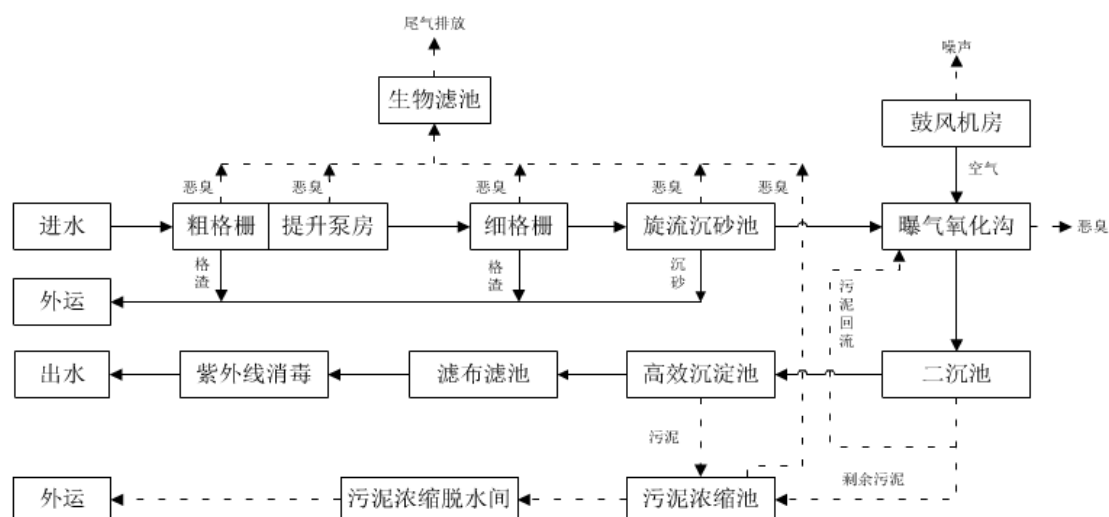 尾气排放
噪声
生物滤池
鼓风机房
空气
恶臭
恶臭
恶臭
恶臭
恶臭
进水
粗格栅
提升泵房
细格栅
旋流沉砂池
曝气氧化沟
恶臭
格渣
格渣
沉砂
外运
污泥回流
出水
紫外线消毒
滤布滤池
高效沉淀池
二沉池
污泥
剩余污泥
外运
污泥浓缩脱水间
污泥浓缩池